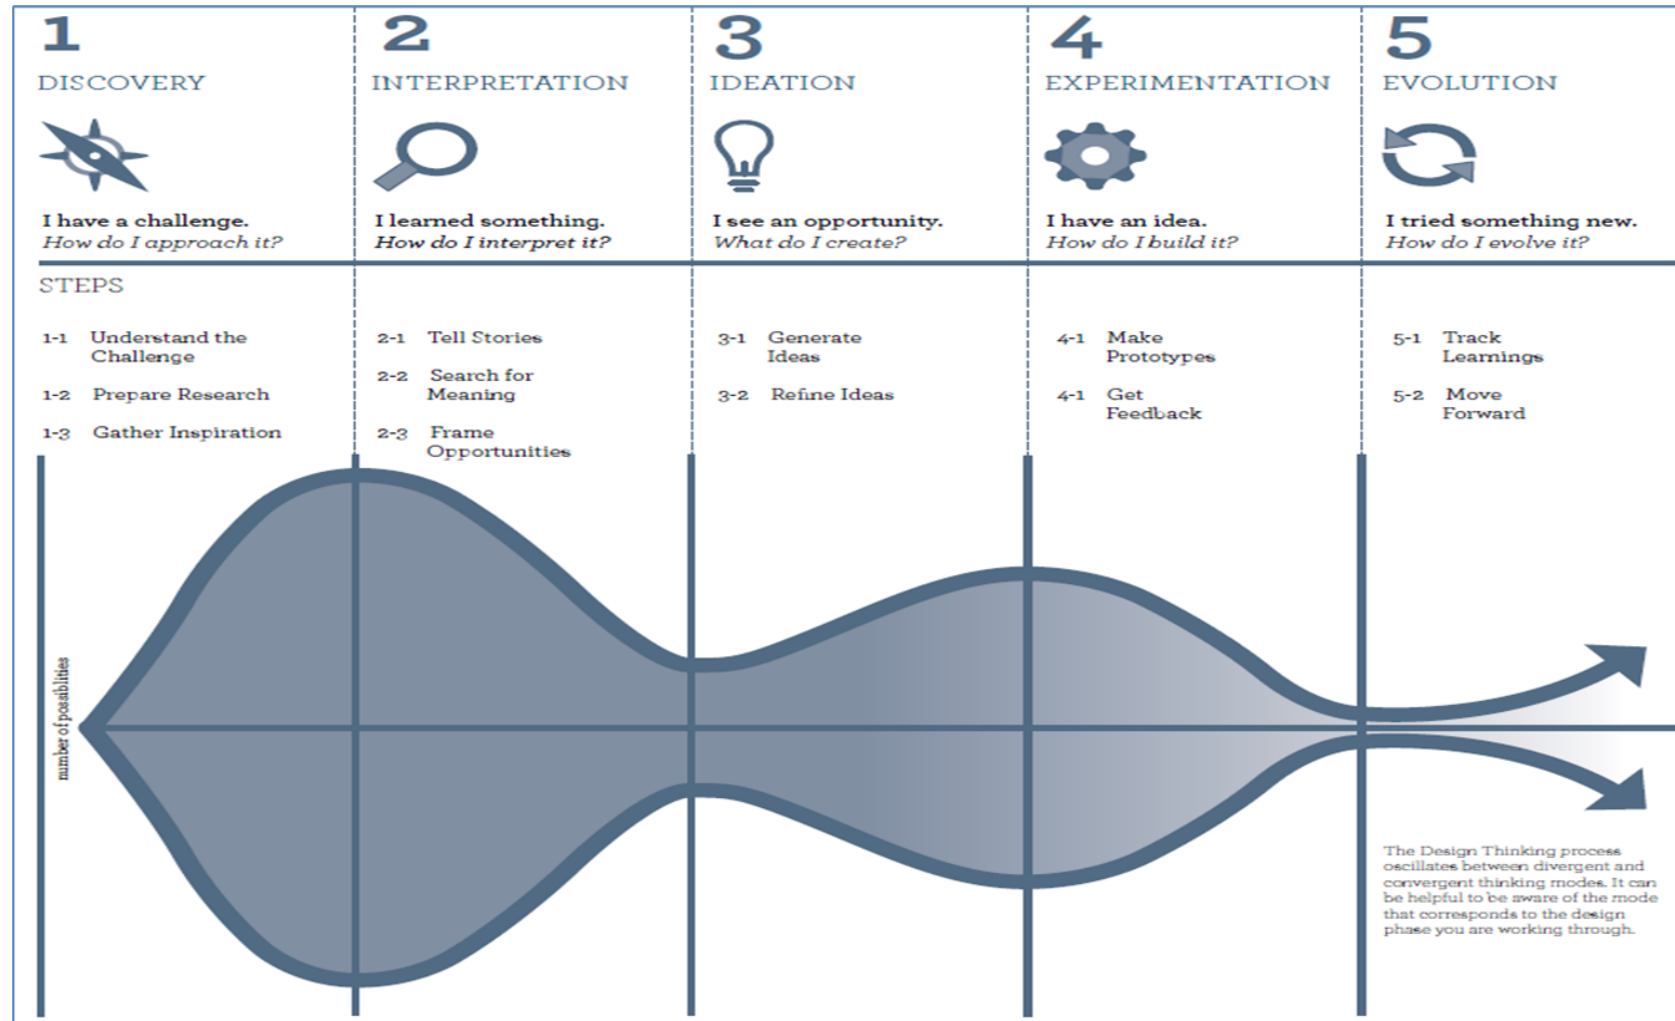 1
DISCOVERY
I have a challenge.
How do I approach it?
2
INTERPRETATION
I learned something.
How do I interpret it?
3
IDEATION
I see an opportunity.
What do I create?
4
EXPERIMENTATION
I have an idea.
How do I build it?
5
EVOLUTION
I tried something new.
How do I evolve it?
STEPS
1-1 Understand the
Challenge
1-2 Prepare Research
1-3 Gather Inspiration
2-1 Tell Stories
2-2 Search for
Meaning
2-3 Frame
Opportunities
3-1 Generate
Ideas
3-2 Refine Ideas
4-1 Make
Prototypes
4-1 Get
Feedback
5-1 Track
Learnings
5-2 Move
Forward
number of possiblities
The Design Thinking process
oscillates between divergent and
convergent thinking modes. It can
be helpful to be aware of the mode
that corresponds to the design
phase you are working through.